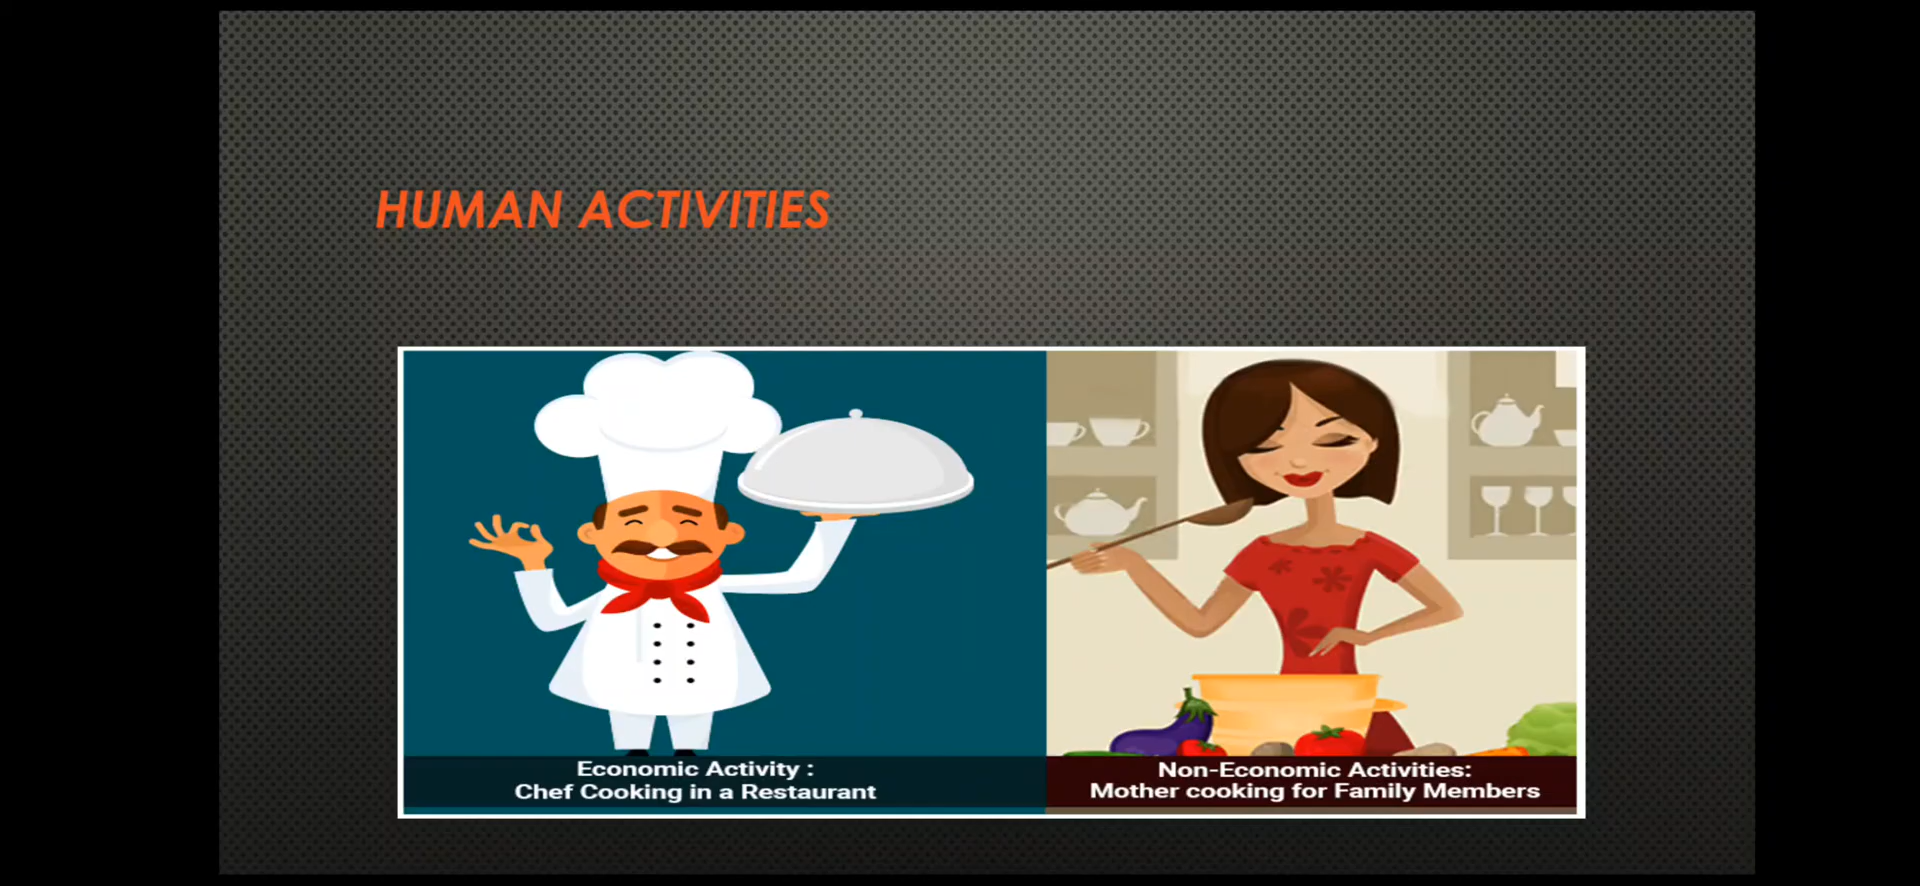 HUMAN ACTIVITIES
Economic Activity :
Chef Cooking in a Restaurant
Non-Economic Activities:
Mother cooking for Family Members